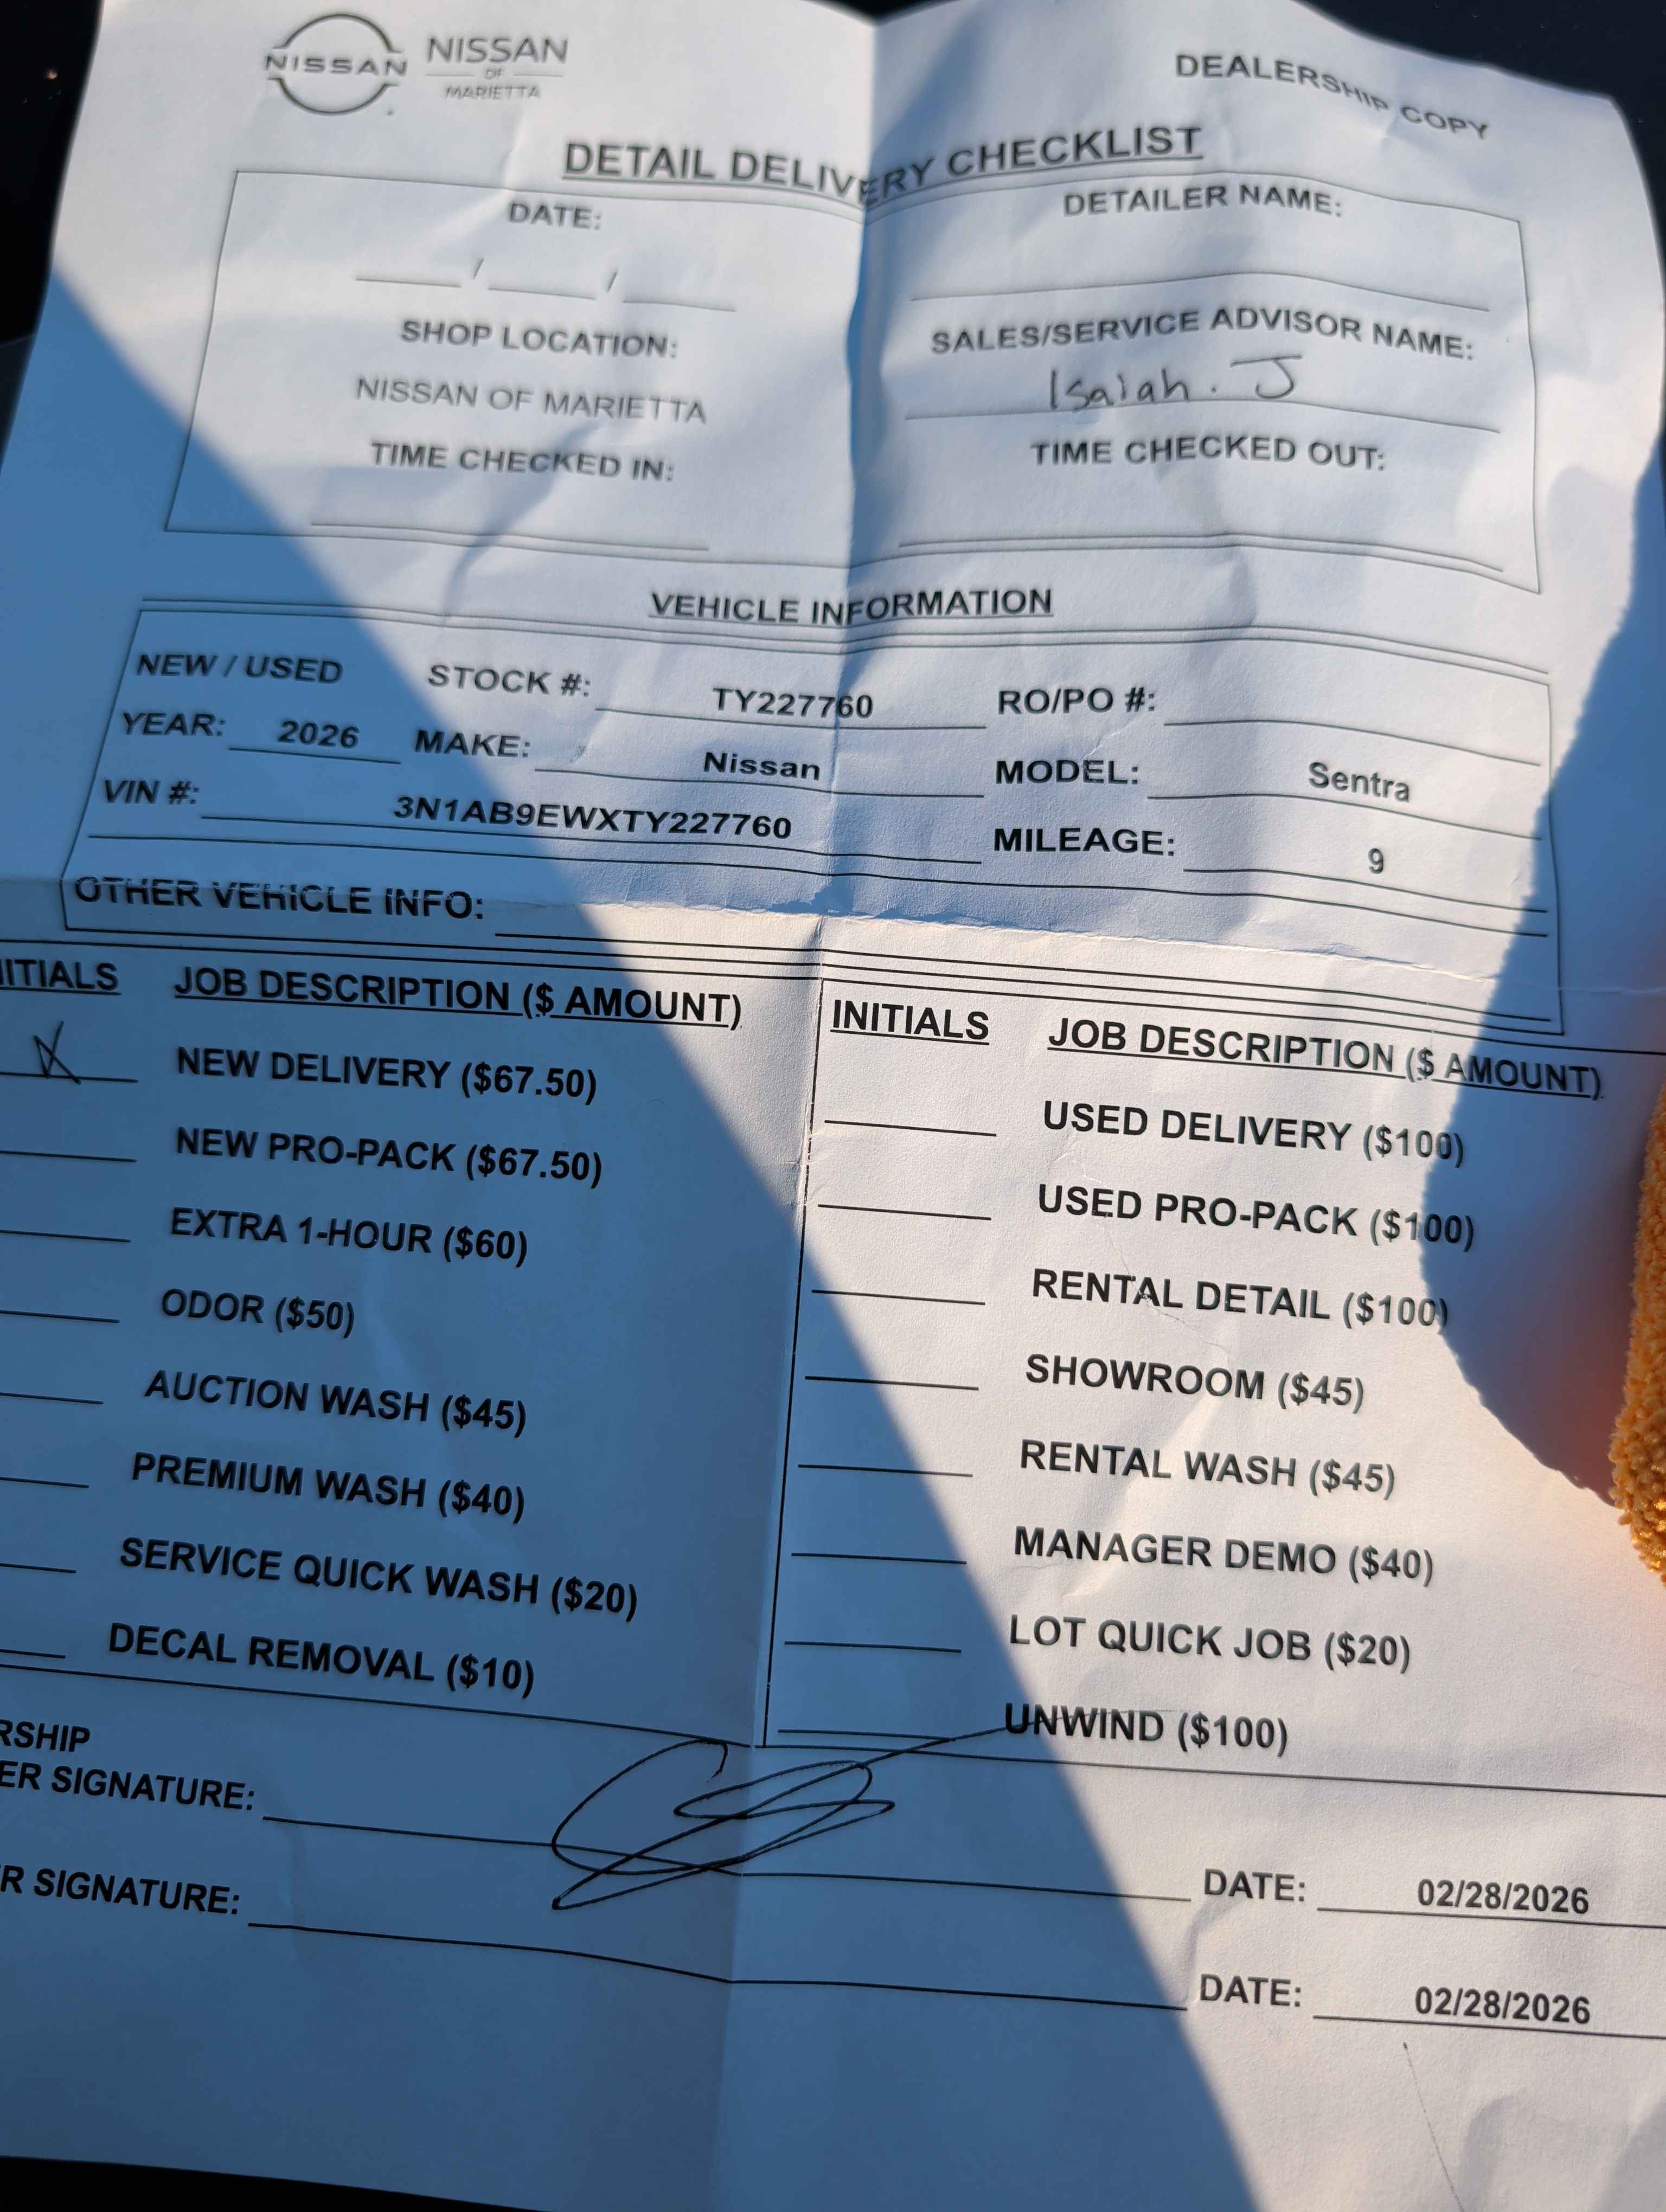 NISSAN
NISSAN
OF
MARIETTA
DEALERSHIP COPY
DETAIL DELIVERY CHECKLIST
DATE:
DETAILER NAME:
/ /
SHOP LOCATION:
SALES/SERVICE ADVISOR NAME:
NISSAN OF MARIETTA
Isaiah. J
TIME CHECKED IN:
TIME CHECKED OUT:
VEHICLE INFORMATION
NEW / USED STOCK #: TY227760 RO/PO #:
YEAR: 2026 MAKE: Nissan MODEL: Sentra
VIN #: 3N1AB9EWXTY227760 MILEAGE: 9
OTHER VEHICLE INFO:
ITIALS JOB DESCRIPTION ($ AMOUNT)
X NEW DELIVERY ($67.50)
NEW PRO-PACK ($67.50)
EXTRA 1-HOUR ($60)
ODOR ($50)
AUCTION WASH ($45)
PREMIUM WASH ($40)
SERVICE QUICK WASH ($20)
DECAL REMOVAL ($10)
INITIALS JOB DESCRIPTION ($ AMOUNT)
USED DELIVERY ($100)
USED PRO-PACK ($100)
RENTAL DETAIL ($100)
SHOWROOM ($45)
RENTAL WASH ($45)
MANAGER DEMO ($40)
LOT QUICK JOB ($20)
UNWIND ($100)
RSHIP
ER SIGNATURE: DATE: 02/28/2026
R SIGNATURE: DATE: 02/28/2026